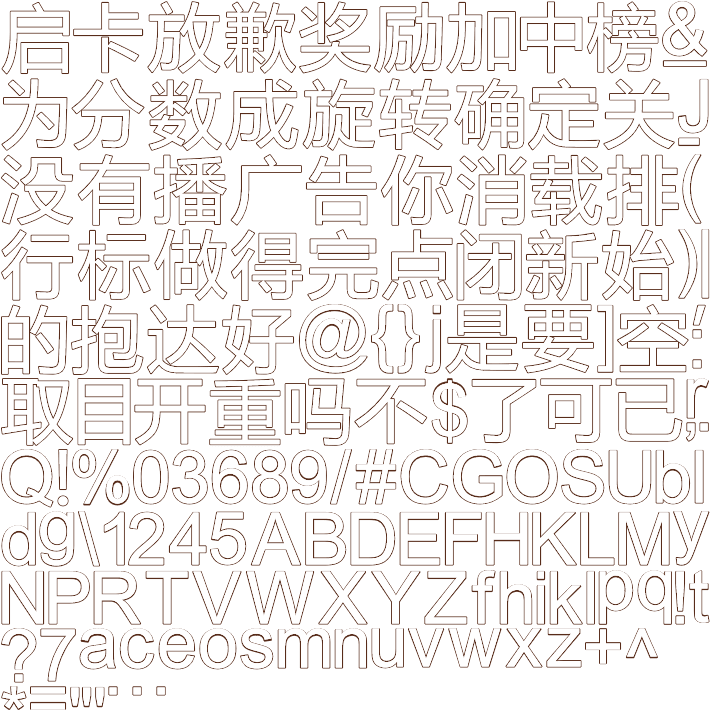 启卡放歉奖励加中榜&
为分数成旋转确定关J_
没有播广告你消载排(
行标做得完点闭新始)|
的抱达好@{}j是要]空!
取目开重吗不$了可已r;
Q!%03689/#CGOSUbl
dg\1245ABDEFHKLMy
NPRTVWXYZfhiklpq!t
?7aceosmnuvwxz+^
*="